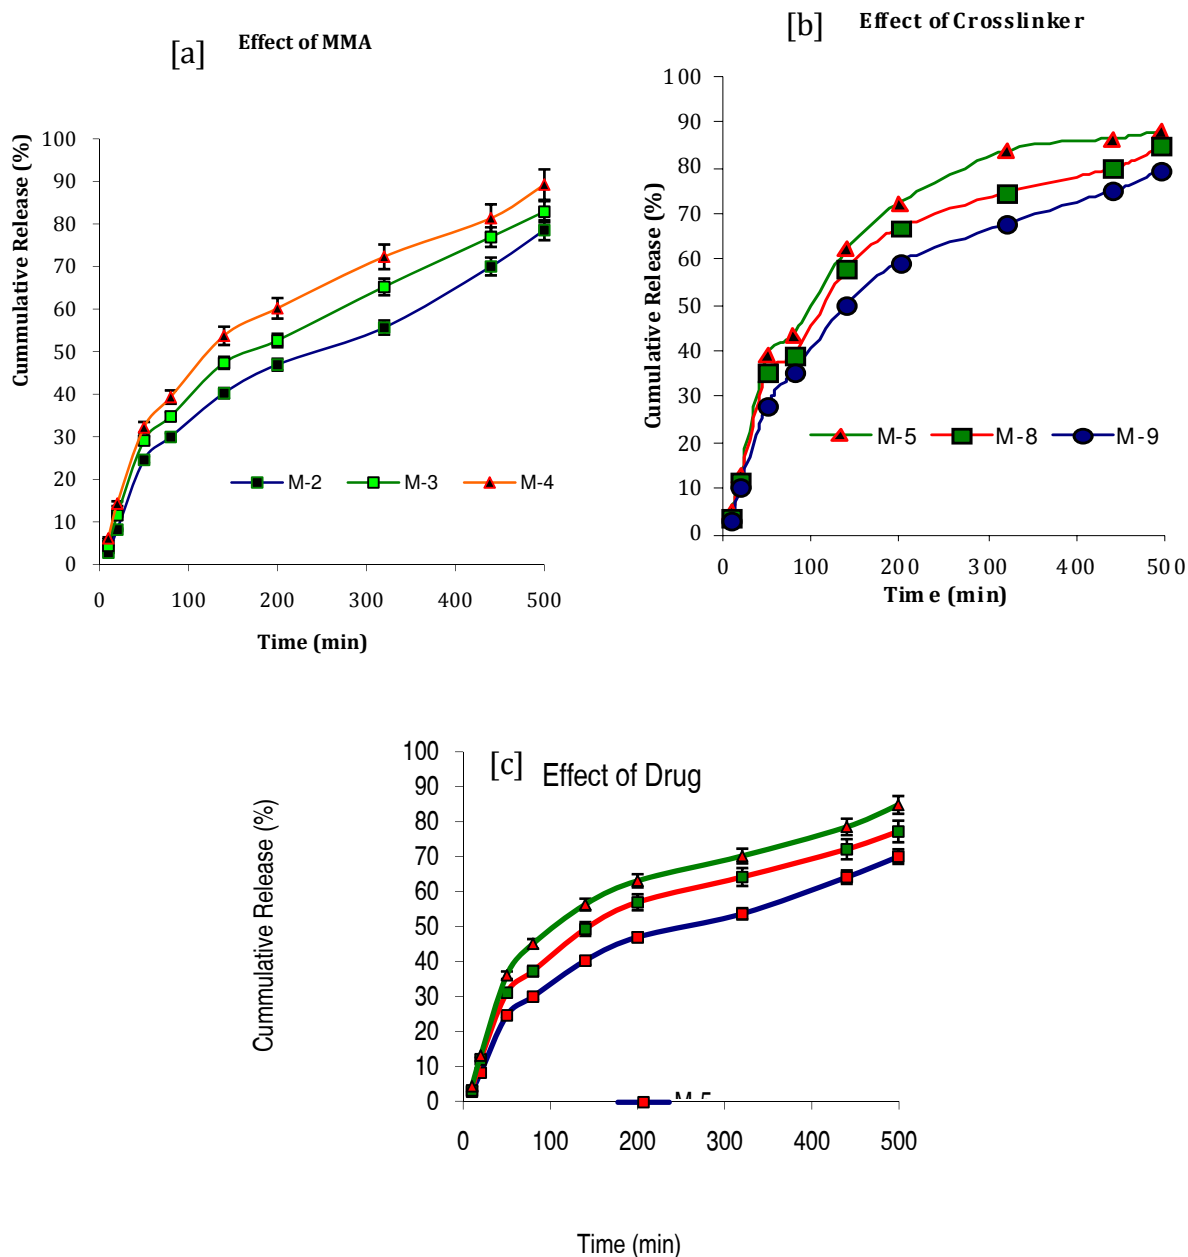 [a] Effect of MMA
Cummulative Release (%)
100
90
80
70
60
50
40
30
20
10
0
0 100 200 300 400 500
M-2 M-3 M-4
Time (min)
[b] Effect of Crosslinker
Cumulative Release (%)
100
90
80
70
60
50
40
30
20
10
0
0 100 200 300 400 500
M-5 M-8 M-9
Time (min)
[c] Effect of Drug
Cummulative Release (%)
100
90
80
70
60
50
40
30
20
10
0
0 100 200 300 400 500
Time (min)